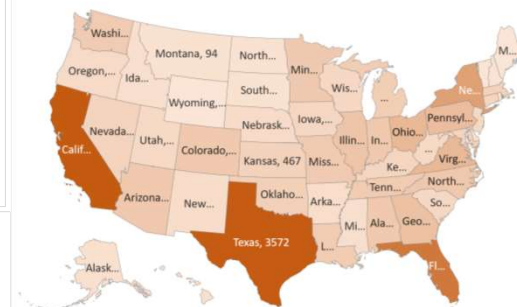 Washi...
M...
Montana, 94
North...
Min...
Oregon,...
Ida...
South...
Wis...
...
Ne...
Wyoming,...
Iowa,...
Pennsyl...
Nebrask...
Nevada...
Illin...
In...
Ohio...
...
Calif...
Utah,...
Colorado,...
Kansas, 467
Miss...
Ke...
Virg...
Arizona...
New...
Oklaho...
Arka...
Tenn...
North...
So...
Texas, 3572
L...
Mi...
Ala...
Geo...
Alask...
Fl...